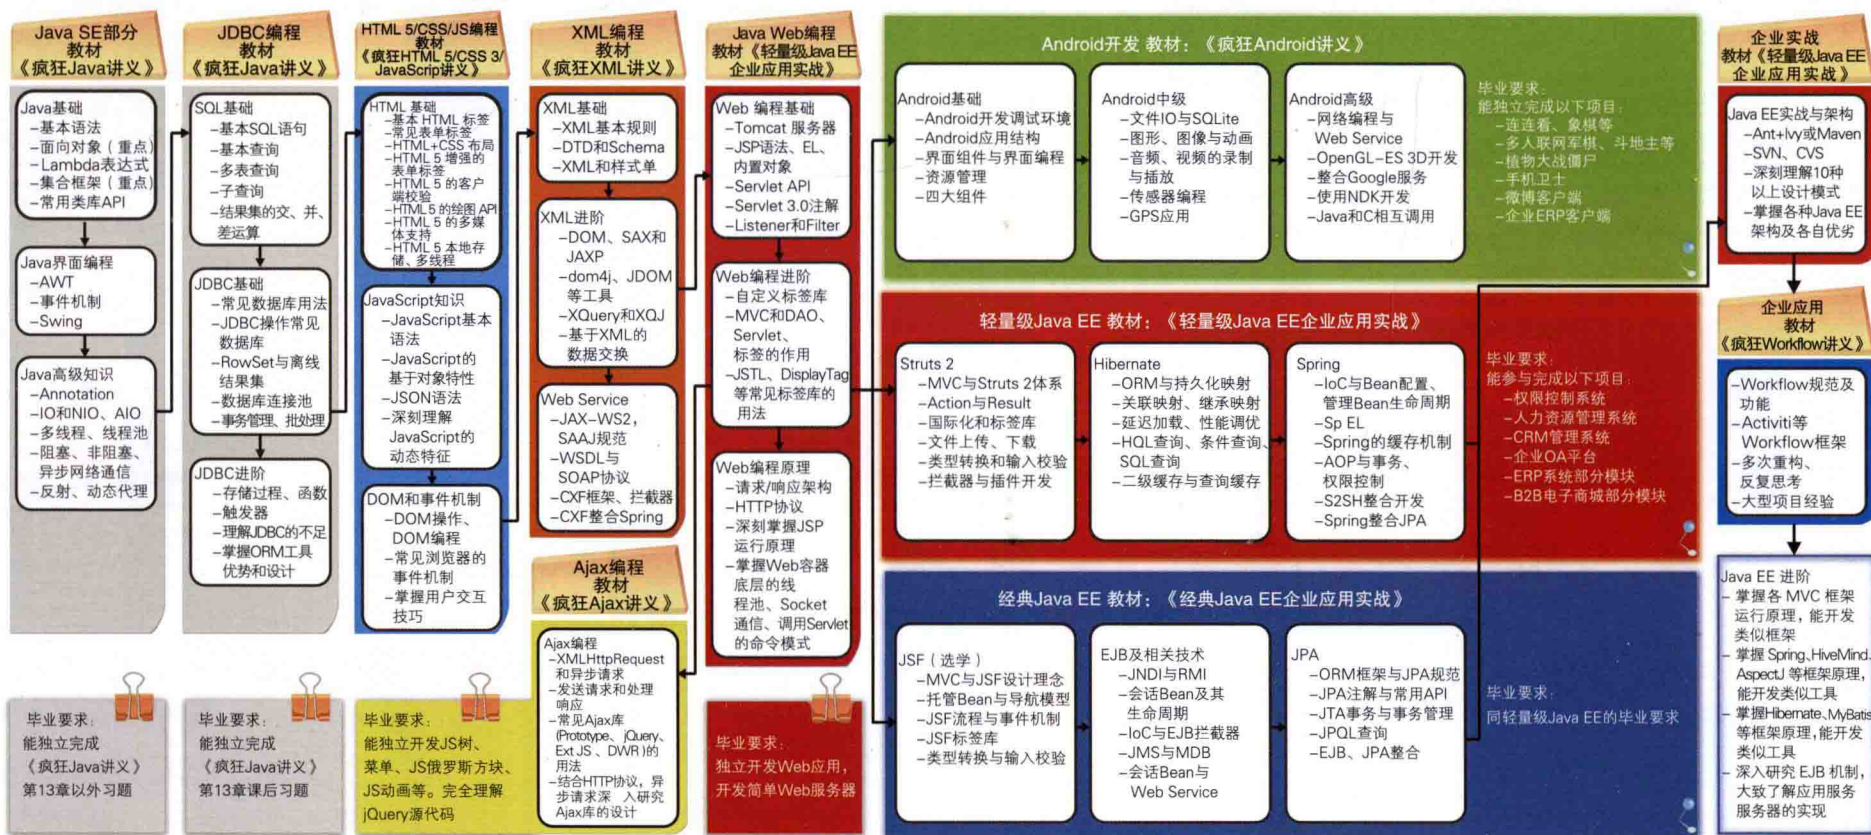 Java SE部分
教材
《疯狂Java讲义》
Java基础
–基本语法
–面向对象（重点）
–Lambda表达式
–集合框架（重点）
–常用类库API
Java界面编程
–AWT
–事件机制
–Swing
Java高级知识
–Annotation
–IO和NIO、AIO
–多线程、线程池
–阻塞、非阻塞、
异步网络通信
–反射、动态代理
毕业要求：
能独立完成
《疯狂Java讲义》
第13章以外习题
JDBC编程
教材
《疯狂Java讲义》
SQL基础
–基本SQL语句
–基本查询
–多表查询
–子查询
–结果集的交、并、
差运算
JDBC基础
–常见数据库用法
–JDBC操作常见
数据库
–RowSet与离线
结果集
–数据库连接池
–事务管理、批处理
JDBC进阶
–存储过程、函数
–触发器
–理解JDBC的不足
–掌握ORM工具
优势和设计
毕业要求：
能独立完成
《疯狂Java讲义》
第13章课后习题
HTML 5/CSS/JS编程
教材
《疯狂HTML 5/CSS 3/
JavaScrip讲义》
HTML 基础
–基本 HTML 标签
–常见表单标签
–HTML+CSS 布局
–HTML 5 增强的
表单标签
–HTML 5 的客户
端校验
–HTML 5的绘图 API
–HTML 5 的多媒
体支持
–HTML 5 本地存
储、多线程
JavaScript知识
–JavaScript基本
语法
–JavaScript的
基于对象特性
–JSON语法
–深刻理解
JavaScript的
动态特征
DOM和事件机制
–DOM操作、
DOM编程
–常见浏览器的
事件机制
–掌握用户交互
技巧
毕业要求：
能独立开发JS树、
菜单、JS俄罗斯方块、
JS动画等。完全理解
jQuery源代码
XML编程
教材
《疯狂XML讲义》
XML基础
–XML基本规则
–DTD和Schema
–XML和样式单
XML进阶
–DOM、SAX和
JAXP
–dom4j、JDOM
等工具
–XQuery和XQJ
–基于XML的
数据交换
Web Service
–JAX–WS2，
SAAJ规范
–WSDL与
SOAP协议
–CXF框架、拦截器
–CXF整合Spring
Ajax编程
教材
《疯狂Ajax讲义》
Ajax编程
–XMLHttpRequest
和异步请求
–发送请求和处理
响应
–常见Ajax库
(Prototype、jQuery、
Ext JS 、DWR )的
用法
–结合HTTP协议，异
步请求深 入研究
Ajax库的设计
Java Web编程
教材《轻量级Java EE
企业应用实战》
Web 编程基础
–Tomcat 服务器
–JSP语法、EL、
内置对象
–Servlet API
–Servlet 3.0注解
–Listener和Filter
Web编程进阶
–自定义标签库
–MVC和DAO、
Servlet、
标签的作用
–JSTL、DisplayTag
等常见标签库的
用法
Web编程原理
–请求/响应架构
–HTTP协议
–深刻掌握JSP
运行原理
–掌握Web容器
底层的线
程池、Socket
通信、调用Servlet
的命令模式
毕业要求：
独立开发Web应用，
开发简单Web服务器
Android开发 教材：《疯狂Android讲义》
Android基础
–Android开发调试环境
–Android应用结构
–界面组件与界面编程
–资源管理
–四大组件
Android中级
–文件IO与SQLite
–图形、图像与动画
–音频、视频的录制
与播放
–传感器编程
–GPS应用
Android高级
–网络编程与
Web Service
–OpenGL–ES 3D开发
–整合Google服务
–使用NDK开发
–Java和C相互调用
毕业要求：
能独立完成以下项目：
–连连看、象棋等
–多人联网军棋、斗地主等
–植物大战僵尸
–手机卫士
–微博客户端
–企业ERP客户端
轻量级Java EE 教材：《轻量级Java EE企业应用实战》
Struts 2
–MVC与Struts 2体系
–Action与Result
–国际化和标签库
–文件上传、下载
–类型转换和输入校验
–拦截器与插件开发
Hibernate
–ORM与持久化映射
–关联映射、继承映射
–延迟加载、性能调优
–HQL查询、条件查询、
SQL查询
–二级缓存与查询缓存
Spring
–IoC与Bean配置、
管理Bean生命周期
–Sp EL
–Spring的缓存机制
–AOP与事务、
权限控制
–S2SH整合开发
–Spring整合JPA
毕业要求：
能参与完成以下项目：
–权限控制系统
–人力资源管理系统
–CRM管理系统
–企业OA平台
–ERP系统部分模块
–B2B电子商城部分模块
经典Java EE 教材：《经典Java EE企业应用实战》
JSF（选学）
–MVC与JSF设计理念
–托管Bean与导航模型
–JSF流程与事件机制
–JSF标签库
–类型转换与输入校验
EJB及相关技术
–JNDI与RMI
–会话Bean及其
生命周期
–IoC与EJB拦截器
–JMS与MDB
–会话Bean与
Web Service
JPA
–ORM框架与JPA规范
–JPA注解与常用API
–JTA事务与事务管理
–JPQL查询
–EJB、JPA整合
毕业要求：
同轻量级Java EE的毕业要求
企业实战
教材《轻量级Java EE
企业应用实战》
Java EE实战与架构
–Ant+Ivy或Maven
–SVN、CVS
–深刻理解10种
以上设计模式
–掌握各种Java EE
架构及各自优劣
企业应用
教材
《疯狂Workflow讲义》
–Workflow规范及
功能
–Activiti等
Workflow框架
–多次重构、
反复思考
–大型项目经验
Java EE 进阶
– 掌握各 MVC 框架
运行原理，能开发
类似框架
– 掌握 Spring、HiveMind、
AspectJ 等框架原理，
能开发类似工具
– 掌握Hibernate、MyBatis
等框架原理，能开发
类似工具
– 深入研究 EJB 机制，
大致了解应用服务
服务器的实现